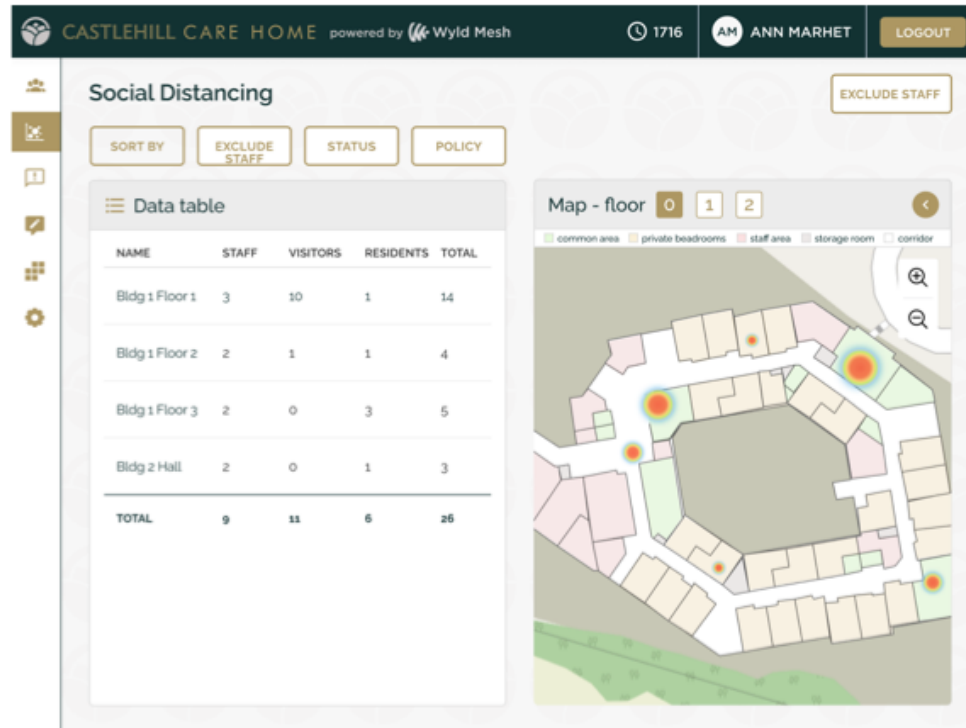 CASTLEHILL CARE HOME powered by Wyld Mesh 1716 AM ANN MARHET LOGOUT
Social Distancing
EXCLUDE STAFF
SORT BY
EXCLUDE
STAFF
STATUS
POLICY
Data table
NAME STAFF VISITORS RESIDENTS TOTAL
Bldg 1 Floor 1 3 10 1 14
Bldg 1 Floor 2 2 1 1 4
Bldg 1 Floor 3 2 0 3 5
Bldg 2 Hall 2 0 1 3
TOTAL 9 11 6 26
Map - floor 0 1 2
common area private beadrooms staff area storage room corridor